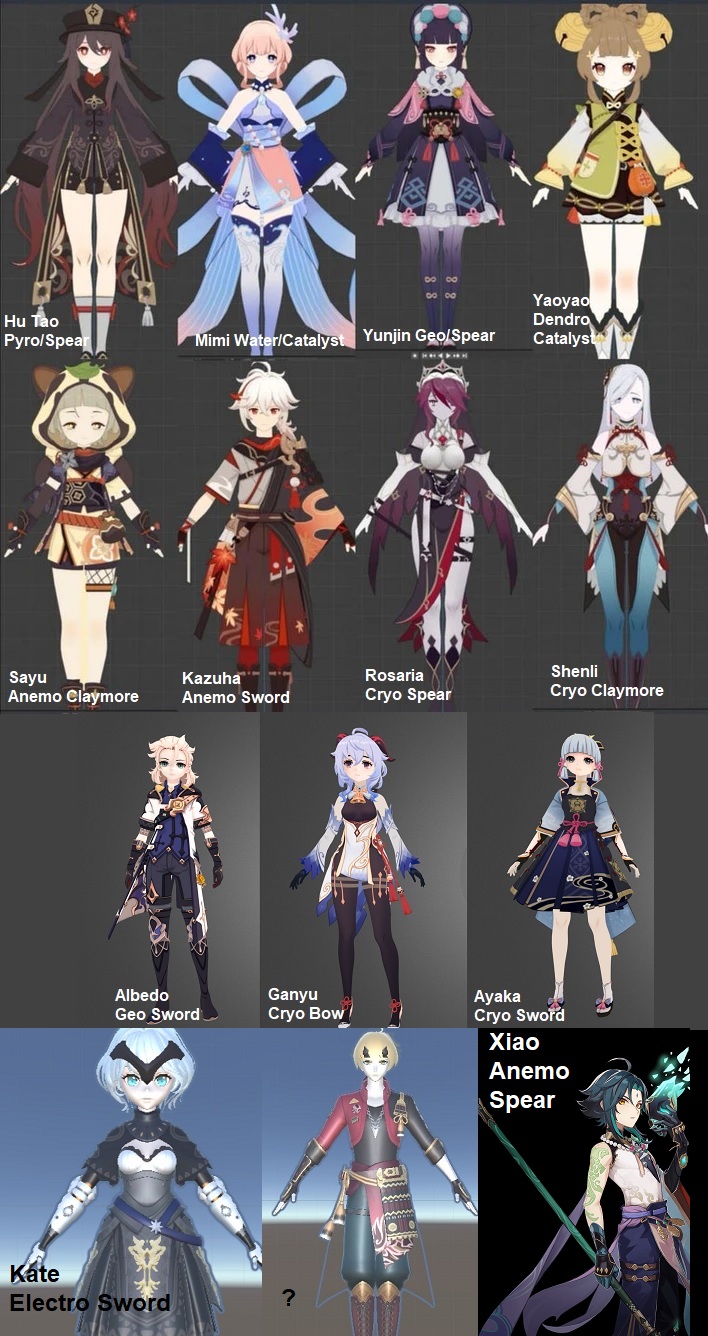 Hu Tao
Pyro/Spear
Mimi Water/Catalyst
Yunjin Geo/Spear
Yaoyao
Dendro
Catalyst
Sayu
Anemo Claymore
Kazuha
Anemo Sword
Rosaria
Cryo Spear
Shenli
Cryo Claymore
Albedo
Geo Sword
Ganyu
Cryo Bow
Ayaka
Cryo Sword
Kate
Electro Sword
?
Xiao
Anemo
Spear